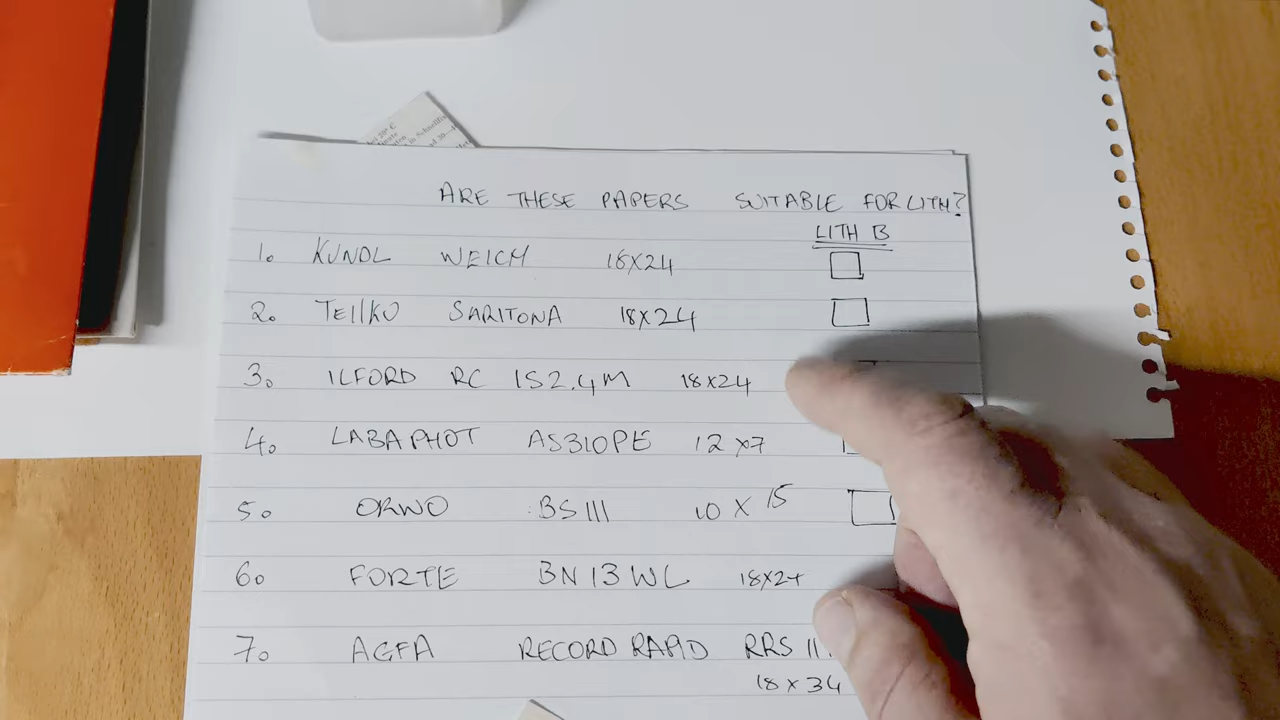 ARE THESE PAPERS SUITABLE FOR LITH?
LITH B
1. KUNDL WEICH 18X24
2. TEllKO SARITONA 18X24
3. ILFORD RC IS2.4M 18X24
4. LABAPHOT AS310PE 12 X7
5. ORWO BS111 10 X 15
6. FORTE BN13WL 18X24
7. AGFA RECORD RAPID RRS 11
18 X 34